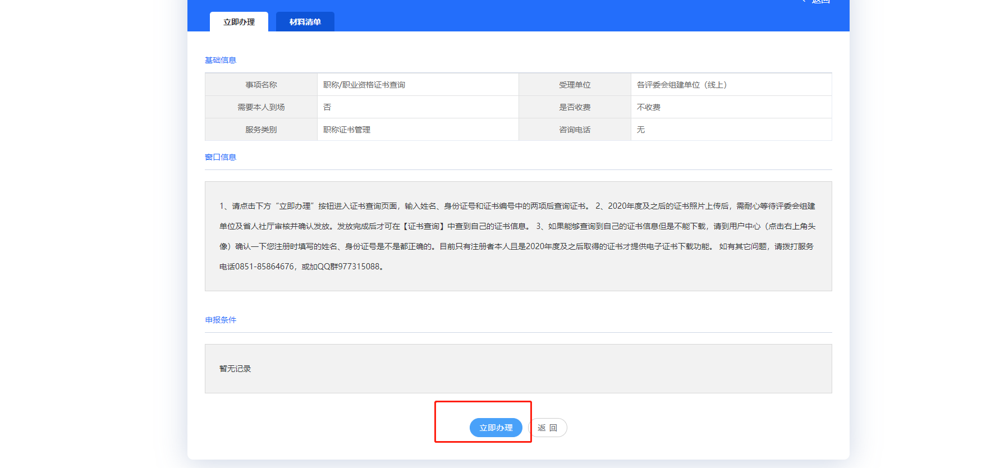 返回
立即办理 材料清单
基础信息
事项名称 职称/职业资格证书查询 受理单位 各评委会组建单位（线上）
需要本人到场 否 是否收费 不收费
服务类别 职称证书管理 咨询电话 无
窗口信息
1、请点击下方“立即办理”按钮进入证书查询页面，输入姓名、身份证号和证书编号中的两项后查询证书。 2、2020年度及之后的证书照片上传后，需耐心等待评委会组建
单位及省人社厅审核并确认发放。发放完成后才可在【证书查询】中查到自己的证书信息。 3、如果能够查询到自己的证书信息但是不能下载，请到用户中心（点击右上角头
像）确认一下您注册时填写的姓名、身份证号是不是都正确的。目前只有注册者本人且是2020年度及之后取得的证书才提供电子证书下载功能。 如有其它问题，请拨打服务
电话0851-85864676，或加QQ群977315088。
申报条件
暂无记录
立即办理 返 回